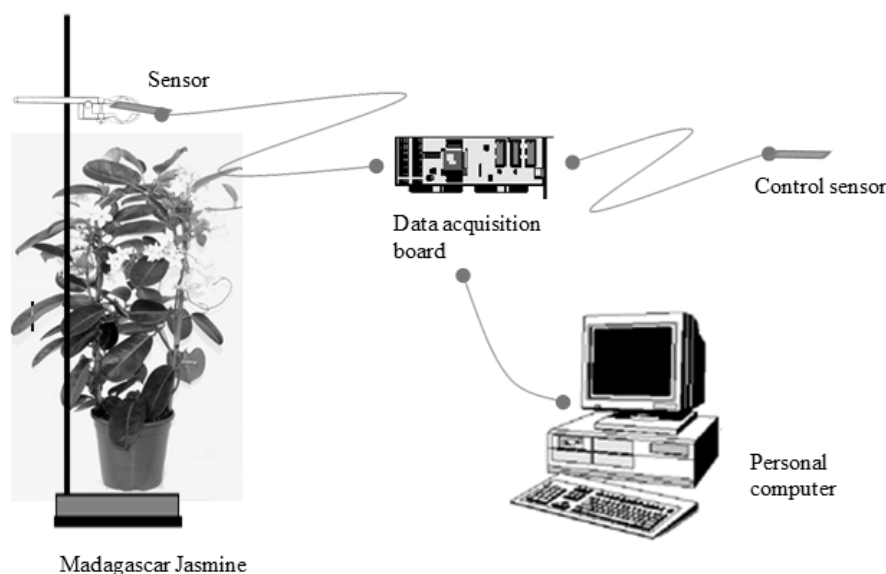 Sensor
Data acquisition
board
Control sensor
Personal
computer
Madagascar Jasmine